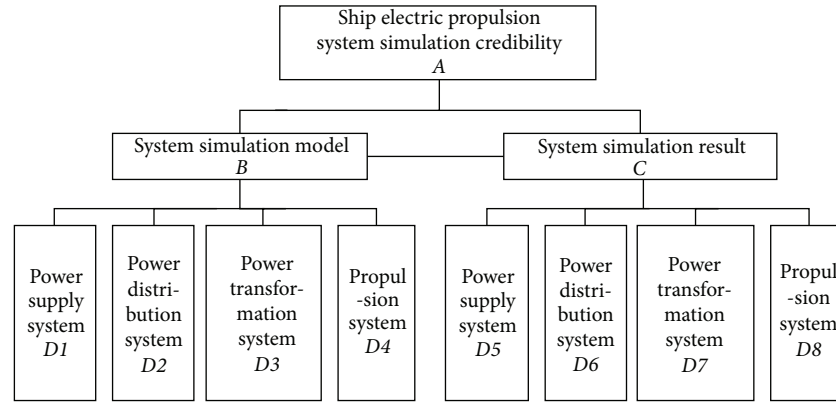 Ship electric propulsion
system simulation credibility
A
System simulation model
B
System simulation result
C
Power
supply
system
D1
Power
distri-
bution
system
D2
Power
transfor-
mation
system
D3
Propul
-sion
system
D4
Power
supply
system
D5
Power
distri-
bution
system
D6
Power
transfor-
mation
system
D7
Propul
-sion
system
D8